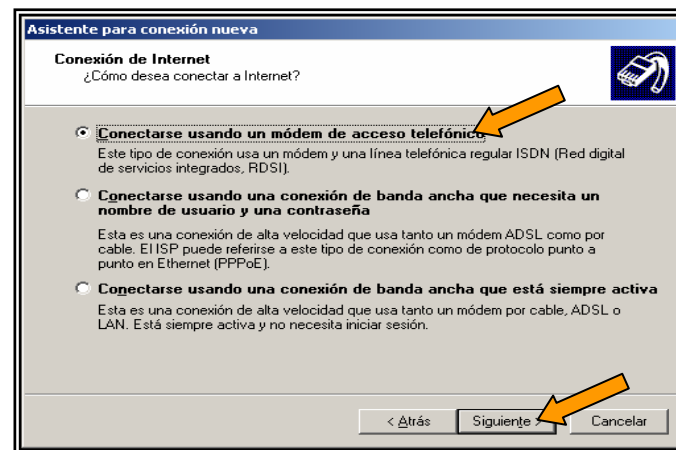 Asistente para conexión nueva
Conexión de Internet
¿Cómo desea conectar a Internet?
Conectarse usando un módem de acceso telefónico
Este tipo de conexión usa un módem y una línea telefónica regular ISDN (Red digital
de servicios integrados, RDSI).
Conectarse usando una conexión de banda ancha que necesita un
nombre de usuario y una contraseña
Esta es una conexión de alta velocidad que usa tanto un módem ADSL como por
cable. El ISP puede referirse a este tipo de conexión como de protocolo punto a
punto en Ethernet (PPPoE).
Conectarse usando una conexión de banda ancha que está siempre activa
Esta es una conexión de alta velocidad que usa tanto un módem por cable, ADSL o
LAN. Está siempre activa y no necesita iniciar sesión.
< Atrás Siguiente > Cancelar